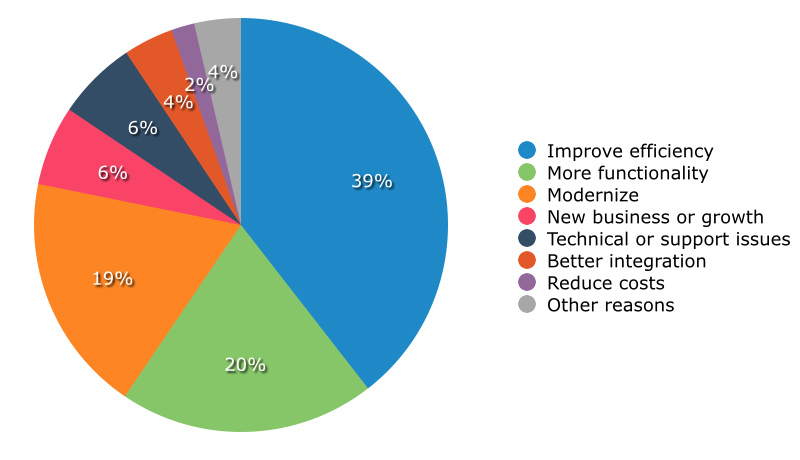 4%
2%
4%
6%
6%
39%
19%
20%
Improve efficiency
More functionality
Modernize
New business or growth
Technical or support issues
Better integration
Reduce costs
Other reasons